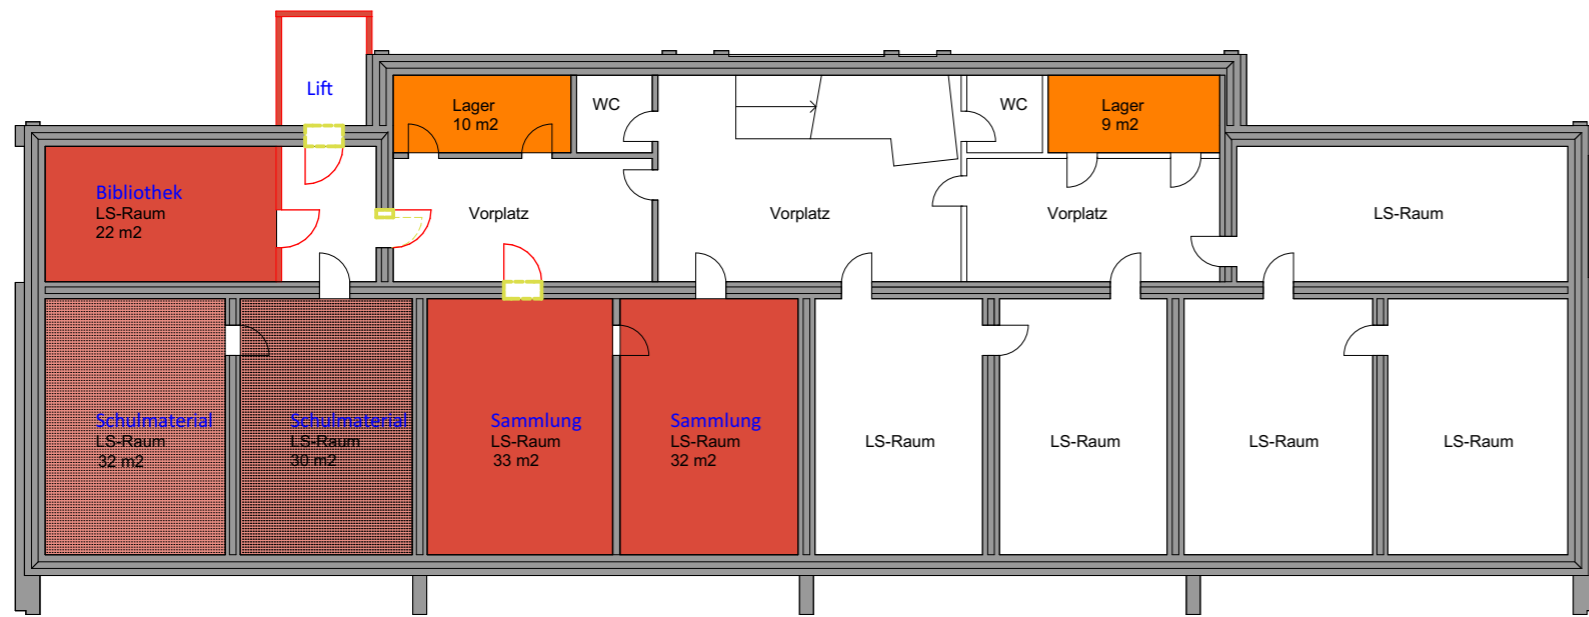 Lift
Lager
10 m2
WC
WC
Lager
9 m2
Bibliothek
LS-Raum
22 m2
Vorplatz
Vorplatz
Vorplatz
LS-Raum
Schulmaterial
LS-Raum
32 m2
Schulmaterial
LS-Raum
30 m2
Sammlung
LS-Raum
33 m2
Sammlung
LS-Raum
32 m2
LS-Raum
LS-Raum
LS-Raum
LS-Raum